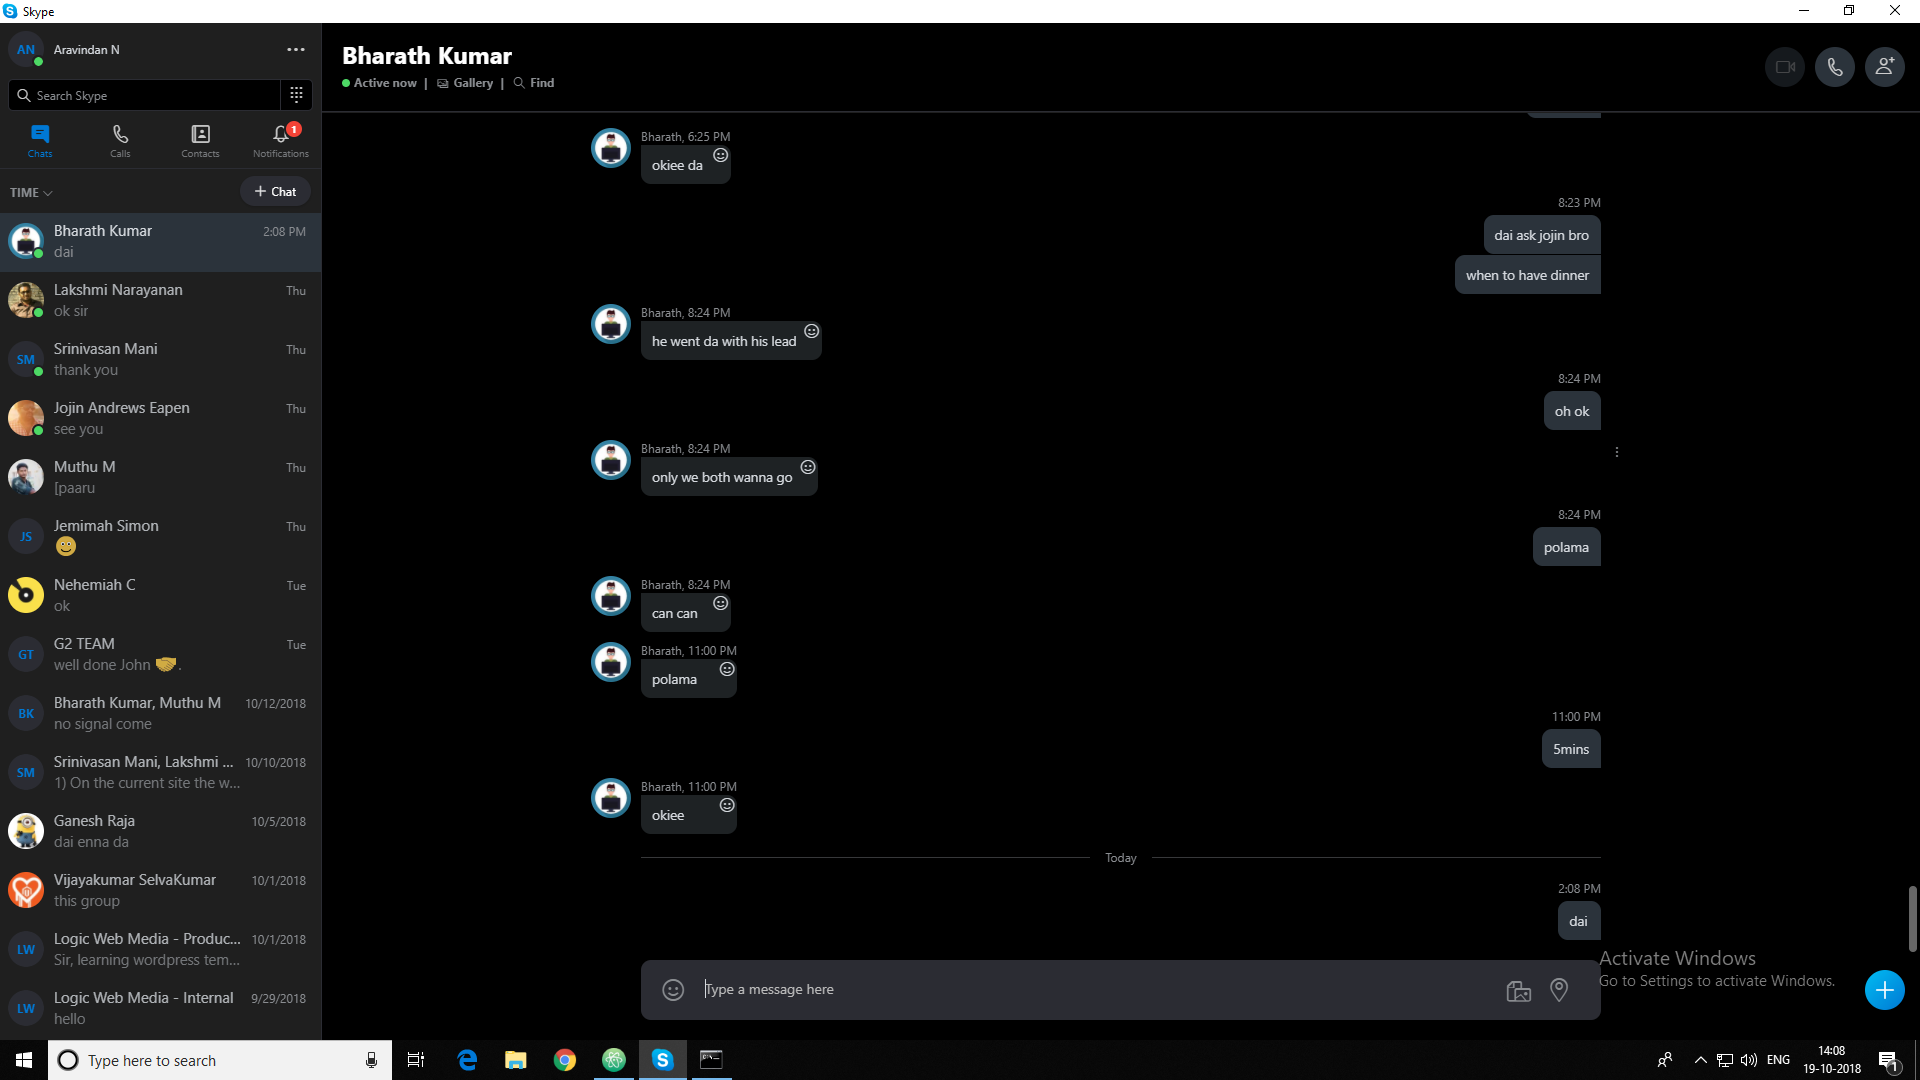 Skype
AN
Aravindan N
Search Skype
Chats
Calls
Contacts
1
Notifications
TIME
+ Chat
Bharath Kumar
2:08 PM
dai
Lakshmi Narayanan
Thu
ok sir
SM
Srinivasan Mani
Thu
thank you
Jojin Andrews Eapen
Thu
see you
Muthu M
Thu
[paaru
JS
Jemimah Simon
Thu
Nehemiah C
Tue
ok
GT
G2 TEAM
Tue
well done John 🤝.
BK
Bharath Kumar, Muthu M
10/12/2018
no signal come
SM
Srinivasan Mani, Lakshmi ...
10/10/2018
1) On the current site the w...
Ganesh Raja
10/5/2018
dai enna da
Vijayakumar SelvaKumar
10/1/2018
this group
LW
Logic Web Media - Produc...
10/1/2018
Sir, learning wordpress tem...
LW
Logic Web Media - Internal
9/29/2018
hello
Bharath Kumar
Active now | Gallery | Find
Bharath, 6:25 PM
okiee da
8:23 PM
dai ask jojin bro
when to have dinner
Bharath, 8:24 PM
he went da with his lead
8:24 PM
oh ok
Bharath, 8:24 PM
only we both wanna go
8:24 PM
polama
Bharath, 8:24 PM
can can
Bharath, 11:00 PM
polama
11:00 PM
5mins
Bharath, 11:00 PM
okiee
Today
2:08 PM
dai
Type a message here
Activate Windows
Go to Settings to activate Windows.
Type here to search
ENG
14:08
19-10-2018
1